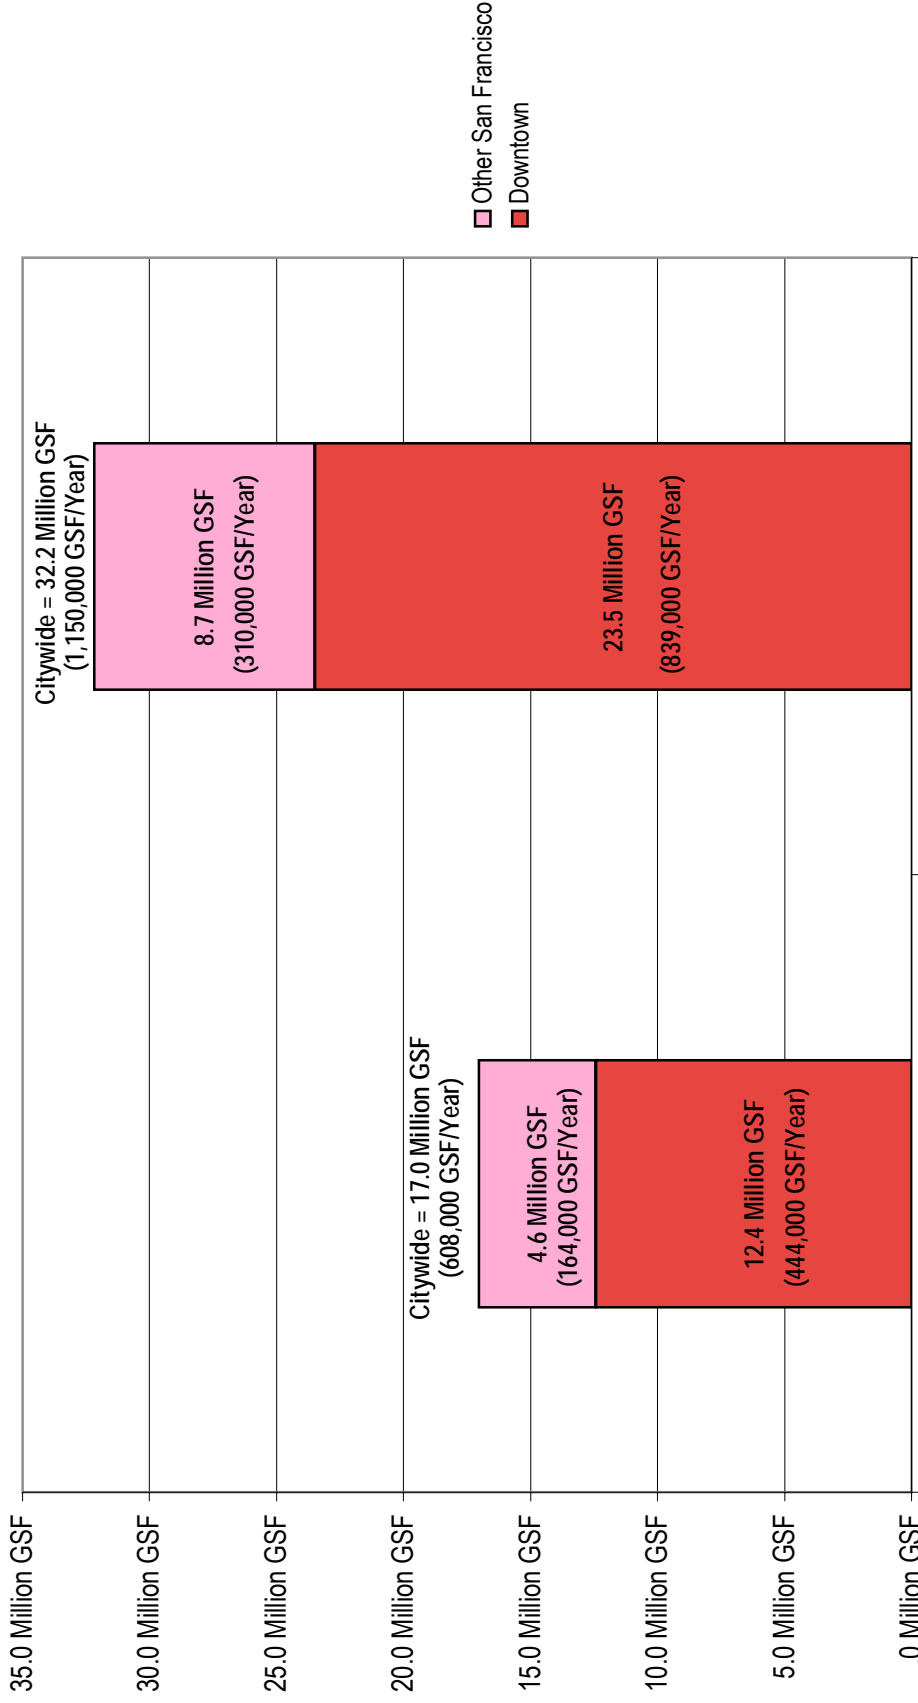 35.0 Million GSF
30.0 Million GSF
25.0 Million GSF
20.0 Million GSF
15.0 Million GSF
10.0 Million GSF
5.0 Million GSF
.0 Million GSF
Citywide = 17.0 Million GSF
(608,000 GSF/Year)
4.6 Million GSF
(164,000 GSF/Year)
12.4 Million GSF
(444,000 GSF/Year)
Citywide = 32.2 Million GSF
(1,150,000 GSF/Year)
8.7 Million GSF
(310,000 GSF/Year)
23.5 Million GSF
(839,000 GSF/Year)
Other San Francisco
Downtown